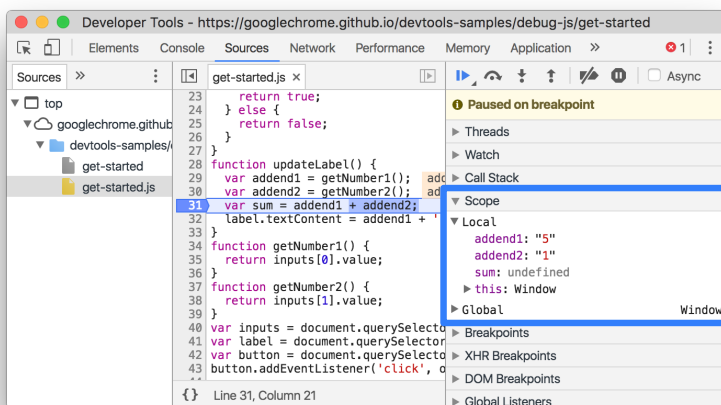 Developer Tools - https://googlechrome.github.io/devtools-samples/debug-js/get-started
Elements Console Sources Network Performance Memory Application » 1
Sources » get-started.js × Async
top
googlechrome.github
devtools-samples/
get-started
get-started.js
23 return true;
24 } else {
25 return false;
26 }
27 }
28 function updateLabel() {
29 var addend1 = getNumber1(); add
30 var addend2 = getNumber2(); ad
31 var sum = addend1 + addend2;
32 label.textContent = addend1 + '
33 }
34 function getNumber1() {
35 return inputs[0].value;
36 }
37 function getNumber2() {
38 return inputs[1].value;
39 }
40 var inputs = document.querySelector
41 var label = document.querySelector
42 var button = document.querySelecto
43 button.addEventListener('click', o
{} Line 31, Column 21
Paused on breakpoint
Threads
Watch
Call Stack
Scope
Local
addend1: "5"
addend2: "1"
sum: undefined
this: Window
Global Window
Breakpoints
XHR Breakpoints
DOM Breakpoints
Global Listeners